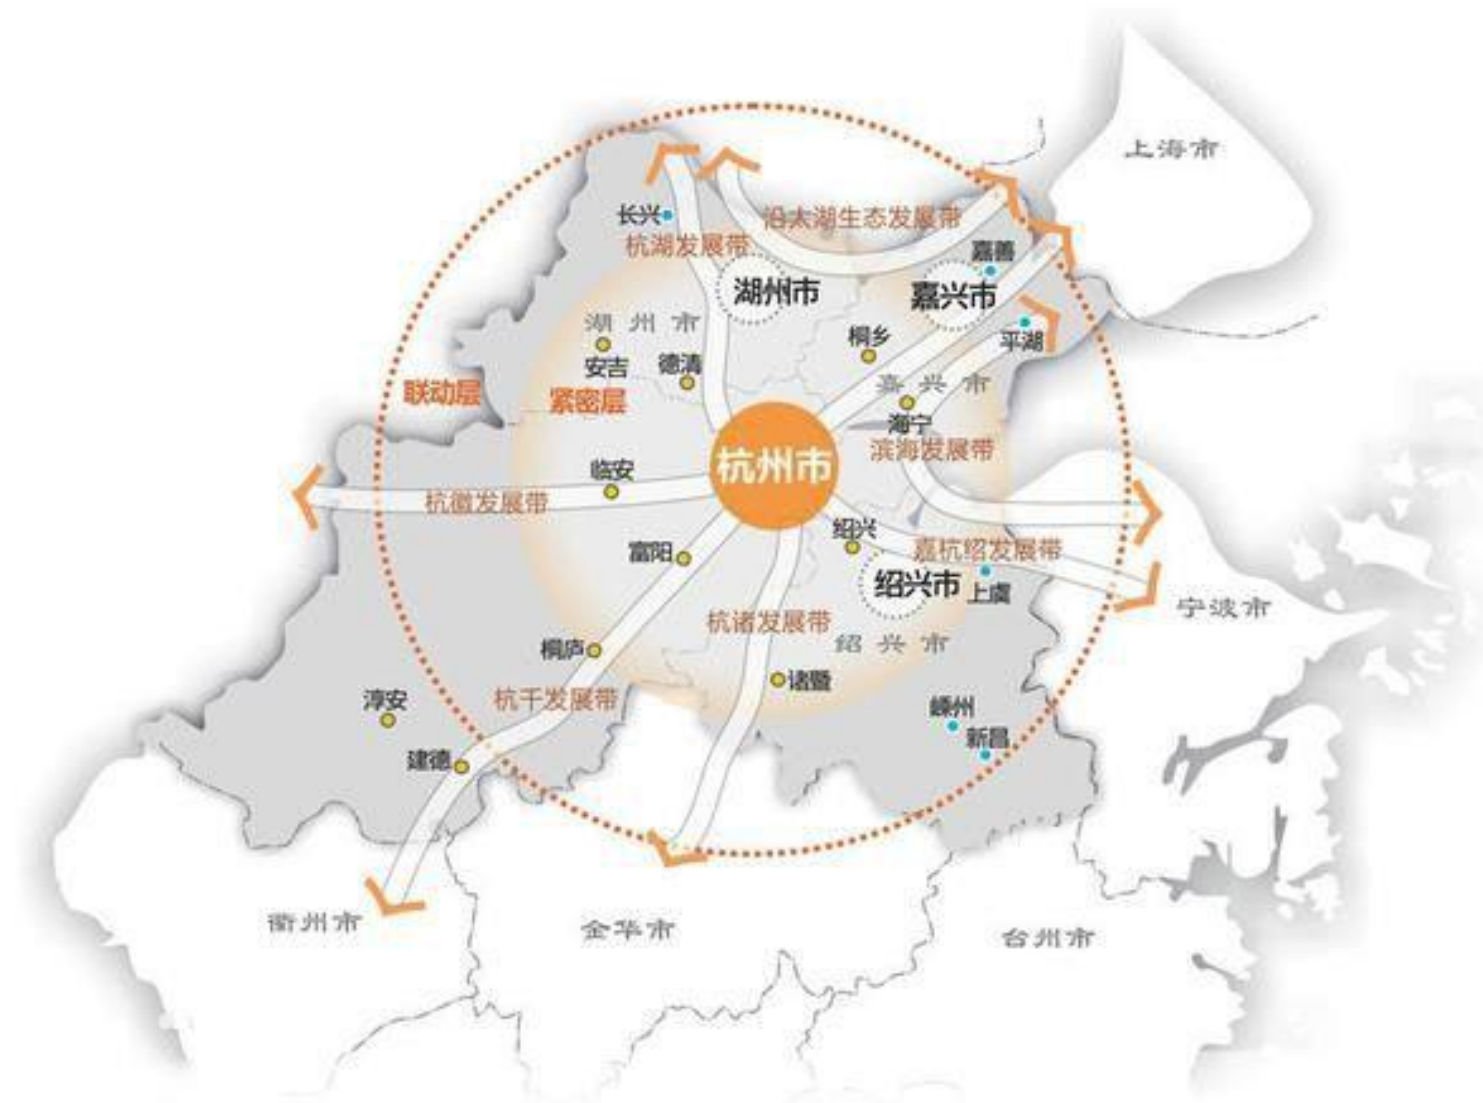 上海市
长兴
沿太湖生态发展带
杭湖发展带
嘉善
湖州市
嘉兴市
湖州市
桐乡
平湖
安吉
德清
嘉兴市
联动层
紧密层
海宁
滨海发展带
杭州市
临安
杭徽发展带
绍兴
富阳
嘉杭绍发展带
绍兴市
上虞
宁波市
杭诸发展带
绍兴市
桐庐
诸暨
杭千发展带
淳安
嵊州
新昌
建德
衢州市
金华市
台州市